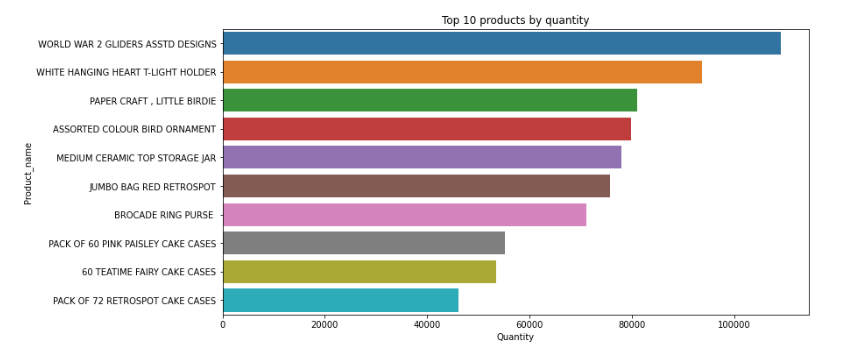 Top 10 products by quantity
Product_name
WORLD WAR 2 GLIDERS ASSTD DESIGNS
WHITE HANGING HEART T-LIGHT HOLDER
PAPER CRAFT , LITTLE BIRDIE
ASSORTED COLOUR BIRD ORNAMENT
MEDIUM CERAMIC TOP STORAGE JAR
JUMBO BAG RED RETROSPOT
BROCADE RING PURSE
PACK OF 60 PINK PAISLEY CAKE CASES
60 TEATIME FAIRY CAKE CASES
PACK OF 72 RETROSPOT CAKE CASES
0 20000 40000 60000 80000 100000
Quantity